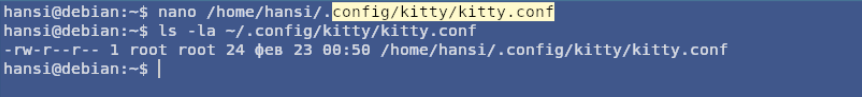 hansi@debian:~$ nano /home/hansi/.config/kitty/kitty.conf
hansi@debian:~$ ls -la ~/.config/kitty/kitty.conf
-rw-r--r-- 1 root root 24 фев 23 00:50 /home/hansi/.config/kitty/kitty.conf
hansi@debian:~$